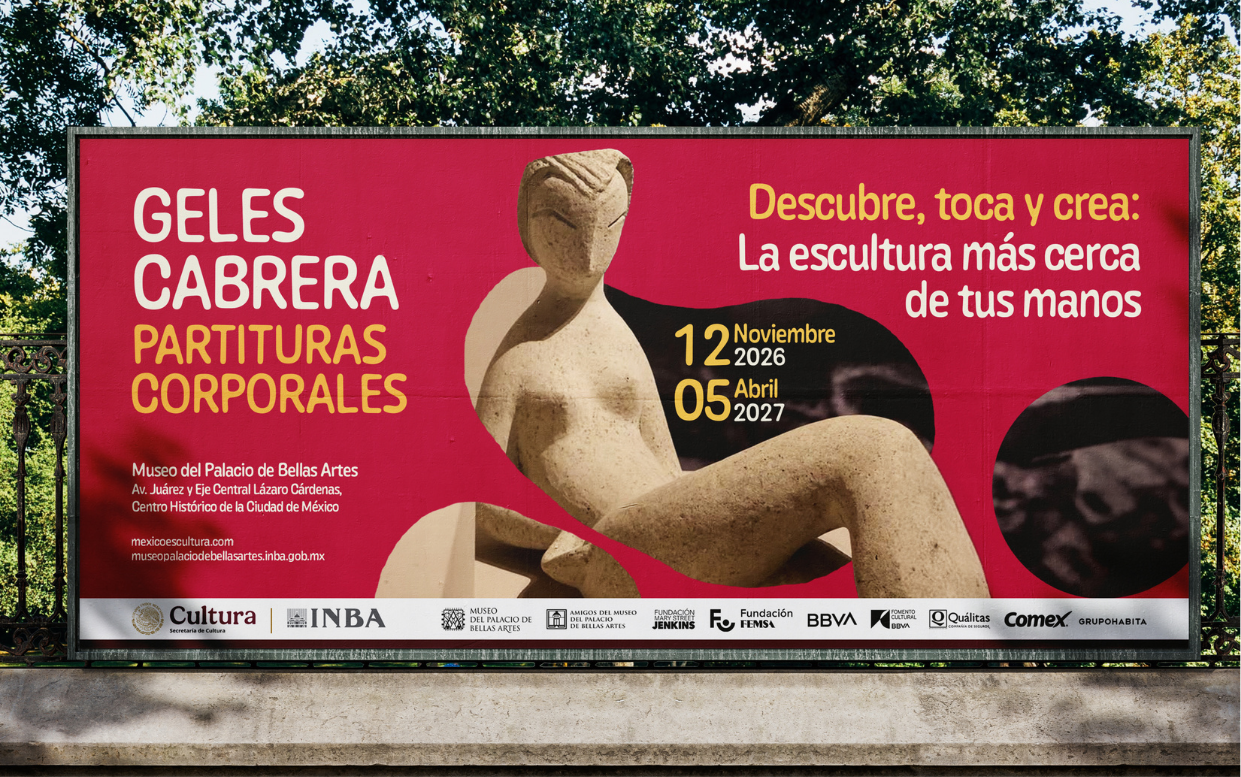 GELES
CABRERA
PARTITURAS
CORPORALES
Museo del Palacio de Bellas Artes
Av. Juárez y Eje Central Lázaro Cárdenas,
Centro Histórico de la Ciudad de México
mexicoescultura.com
museopalaciodebellasartes.inba.gob.mx
Descubre, toca y crea:
La escultura más cerca
de tus manos
12 Noviembre
2026
05 Abril
2027
Cultura
Secretaría de Cultura
INBA
MUSEO
DEL PALACIO DE
BELLAS ARTES
AMIGOS DEL MUSEO
DEL PALACIO
DE BELLAS ARTES
FUNDACIÓN
MARY STREET
JENKINS
Fundación
FEMSA
BBVA
FOMENTO
CULTURAL
BBVA
Quálitas
COMPAÑÍA DE SEGUROS
Comex
GRUPOHABITA